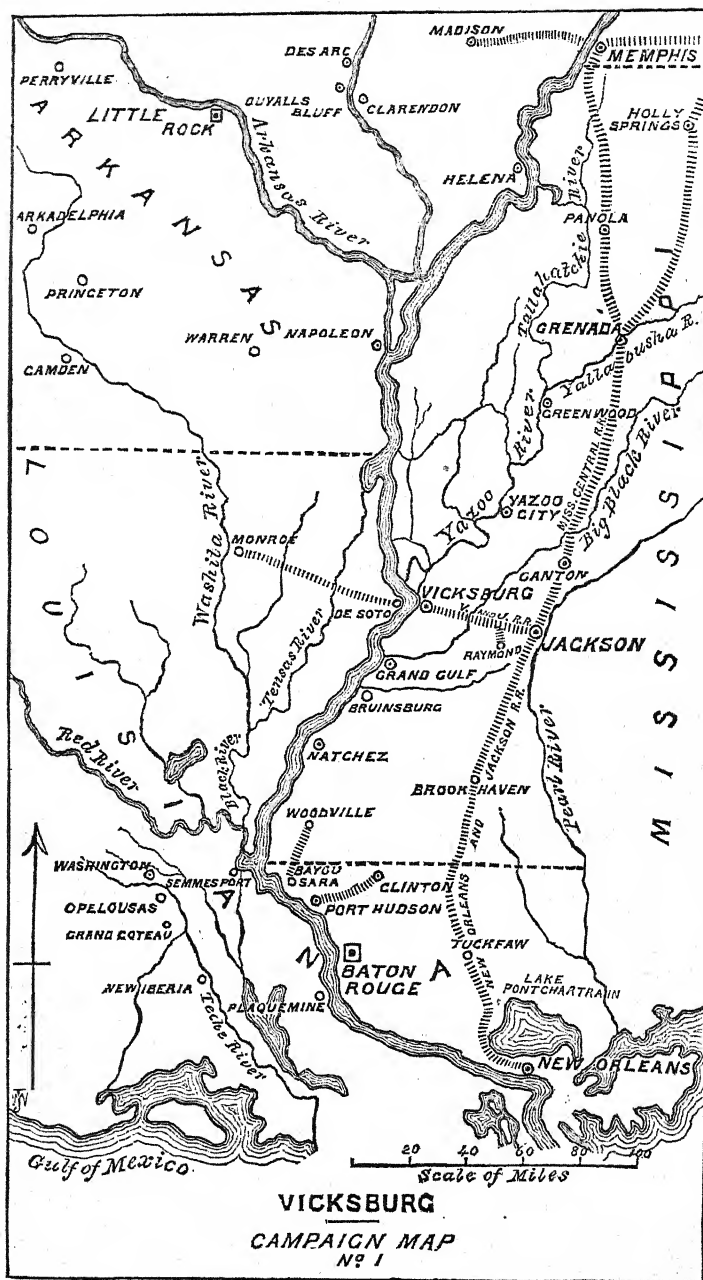 MADISON
MEMPHIS
DES ARC
PERRYVILLE
DUVALLS
BLUFF
CLARENDON
LITTLE
ROCK
HOLLY
SPRINGS
ARKANSAS
Arkansas River
HELENA
Tallahatchie River
PANOLA
ARKADELPHIA
PRINCETON
WARREN
NAPOLEON
GRENADA
Yallabusha R.
CAMDEN
GREENWOOD
MISSISSIPPI
Washita River
Yazoo River
YAZOO
CITY
MISS. CENTRAL R.R.
Big Black River
MONROE
CANTON
DE SOTO
VICKSBURG
JACKSON
RAYMOND
LOUISIANA
Tensas River
GRAND GULF
BRUINSBURG
Red River
Black River
NATCHEZ
Pearl River
BROOKHAVEN
NEW ORLEANS AND JACKSON R.R.
WOODVILLE
WASHINGTON
SEMMESPORT
BAYOU
SARA
CLINTON
PORT HUDSON
OPELOUSAS
GRAND COTEAU
TUCKFAW
BATON
ROUGE
NEW IBERIA
Teche River
PLAQUEMINE
LAKE
PONTCHARTRAIN
NEW ORLEANS
N
Gulf of Mexico.
20 40 60 80 100
Scale of Miles
VICKSBURG
CAMPAIGN MAP
No 1